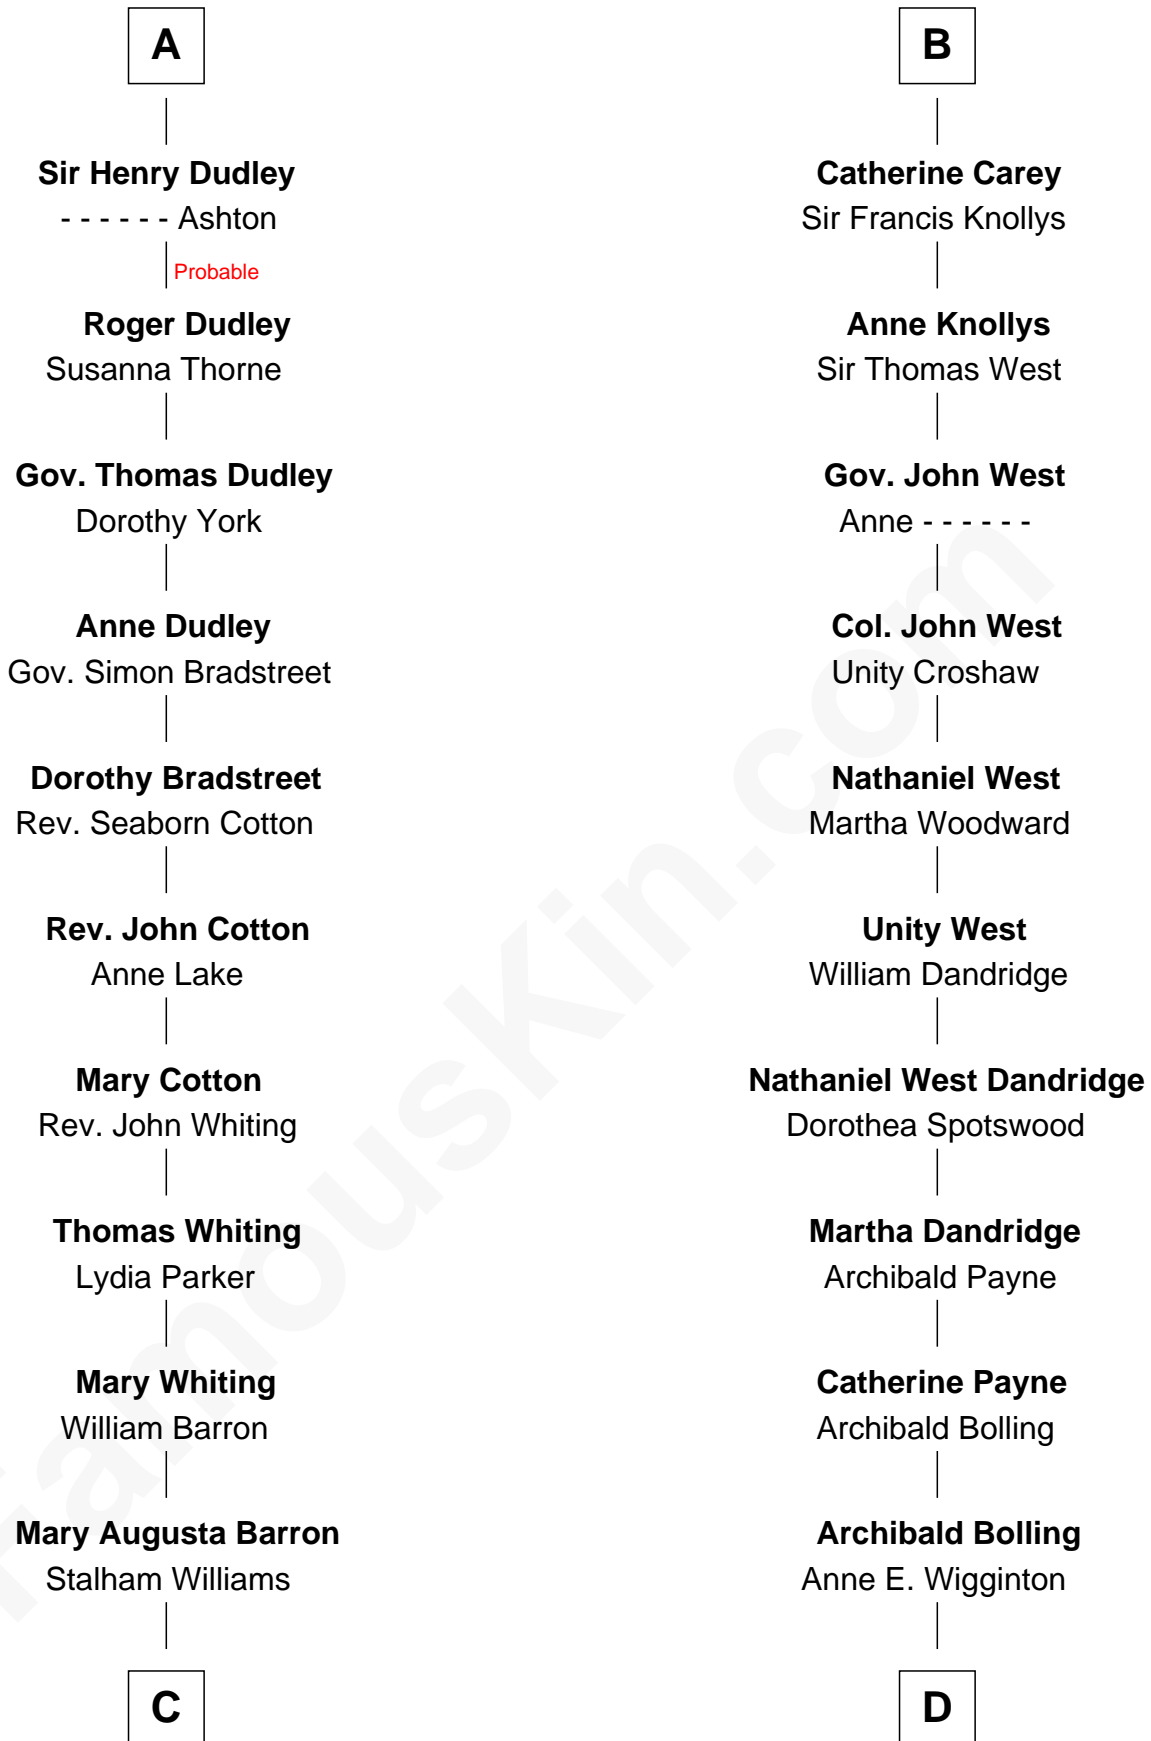 A
Sir Henry Dudley
- - - - - - Ashton
Probable
Roger Dudley
Susanna Thorne
Gov. Thomas Dudley
Dorothy York
Anne Dudley
Gov. Simon Bradstreet
Dorothy Bradstreet
Rev. Seaborn Cotton
Rev. John Cotton
Anne Lake
Mary Cotton
Rev. John Whiting
Thomas Whiting
Lydia Parker
Mary Whiting
William Barron
Mary Augusta Barron
Stalham Williams
C
B
Catherine Carey
Sir Francis Knollys
Anne Knollys
Sir Thomas West
Gov. John West
Anne - - - - - -
Col. John West
Unity Croshaw
Nathaniel West
Martha Woodward
Unity West
William Dandridge
Nathaniel West Dandridge
Dorothea Spotswood
Martha Dandridge
Archibald Payne
Catherine Payne
Archibald Bolling
Archibald Bolling
Anne E. Wigginton
D
FamousKin.com